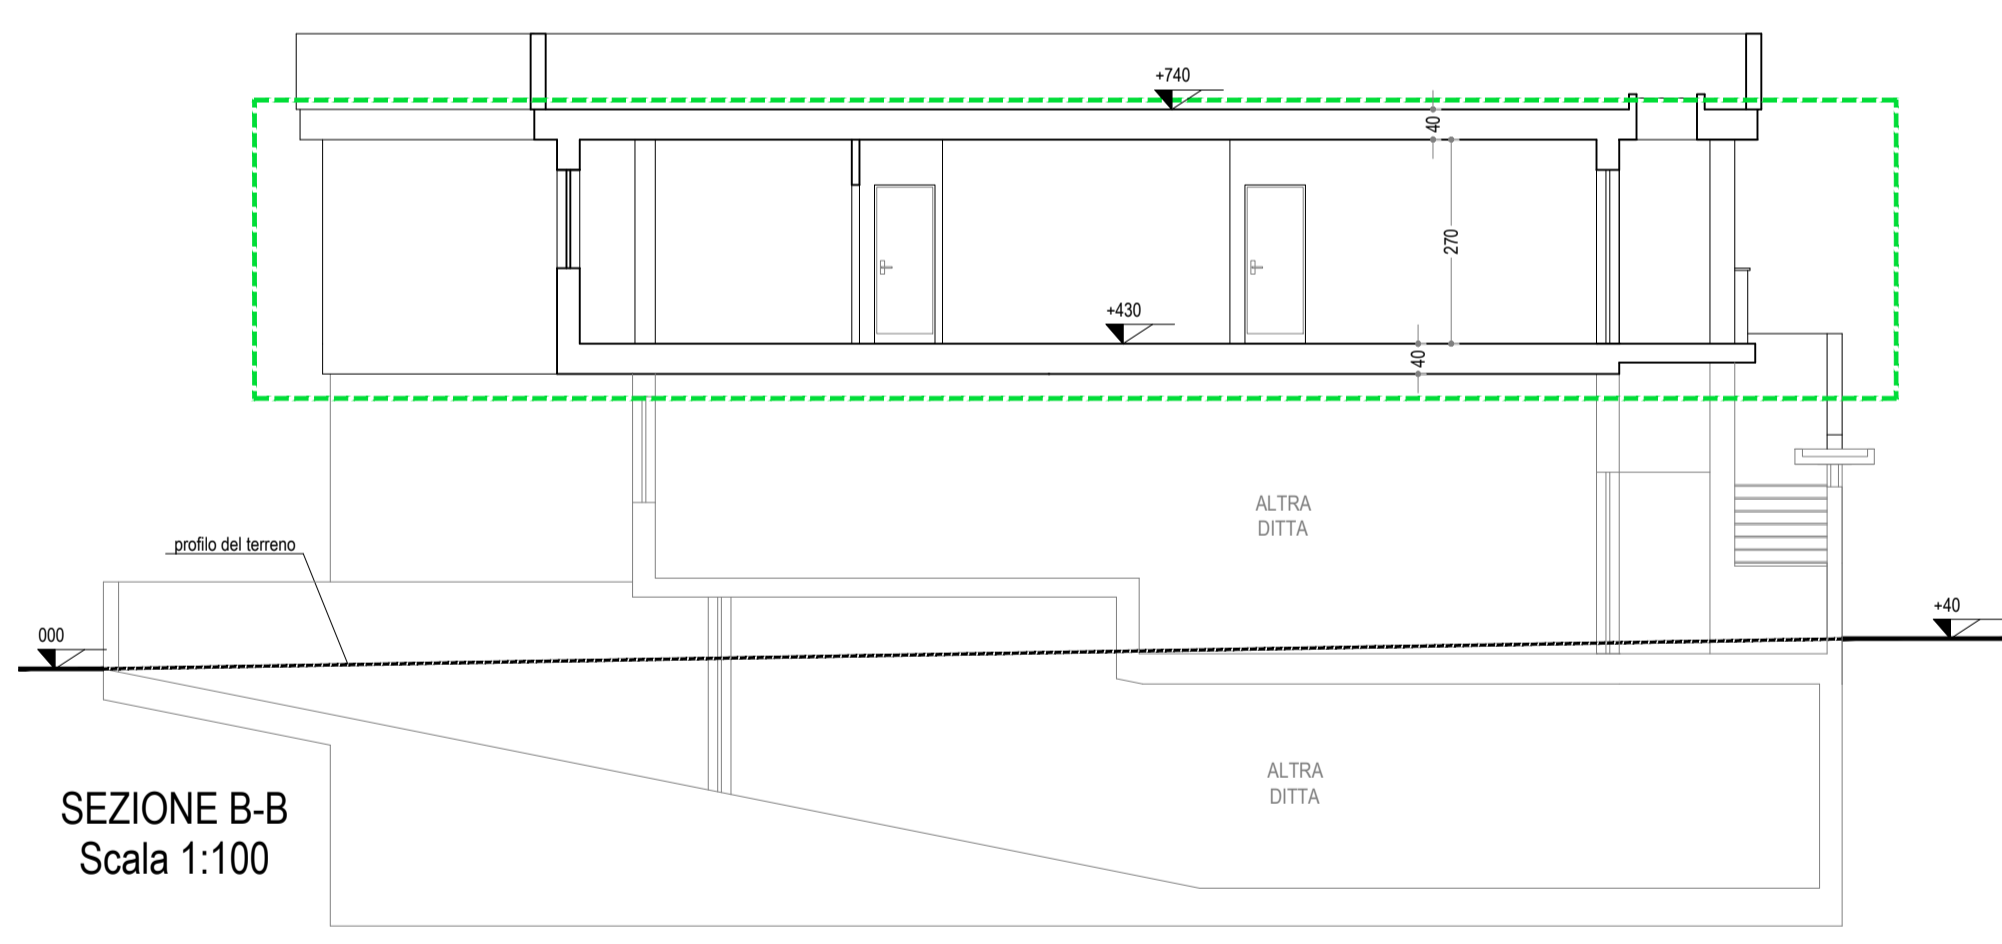 +740
40
270
+430
40
ALTRA
DITTA
profilo del terreno
000
+40
ALTRA
DITTA
SEZIONE B-B
Scala 1:100